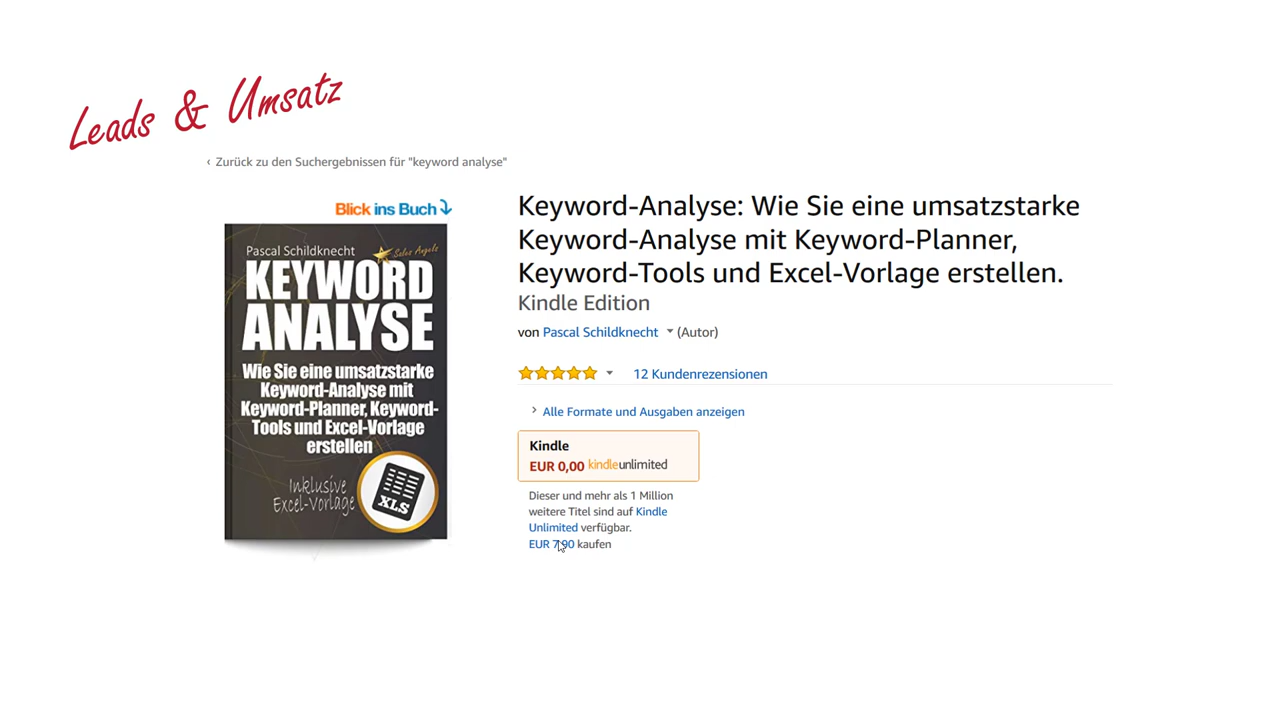 Leads & Umsatz
‹ Zurück zu den Suchergebnissen für "keyword analyse"
Blick ins Buch
Pascal Schildknecht
Sales Angels
KEYWORD
ANALYSE
Wie Sie eine umsatzstarke
Keyword-Analyse mit
Keyword-Planner, Keyword-
Tools und Excel-Vorlage
erstellen
Inklusive
Excel-Vorlage
XLS
Keyword-Analyse: Wie Sie eine umsatzstarke
Keyword-Analyse mit Keyword-Planner,
Keyword-Tools und Excel-Vorlage erstellen.
Kindle Edition
von Pascal Schildknecht (Autor)
12 Kundenrezensionen
› Alle Formate und Ausgaben anzeigen
Kindle
EUR 0,00 kindleunlimited
Dieser und mehr als 1 Million
weitere Titel sind auf Kindle
Unlimited verfügbar.
EUR 7,90 kaufen